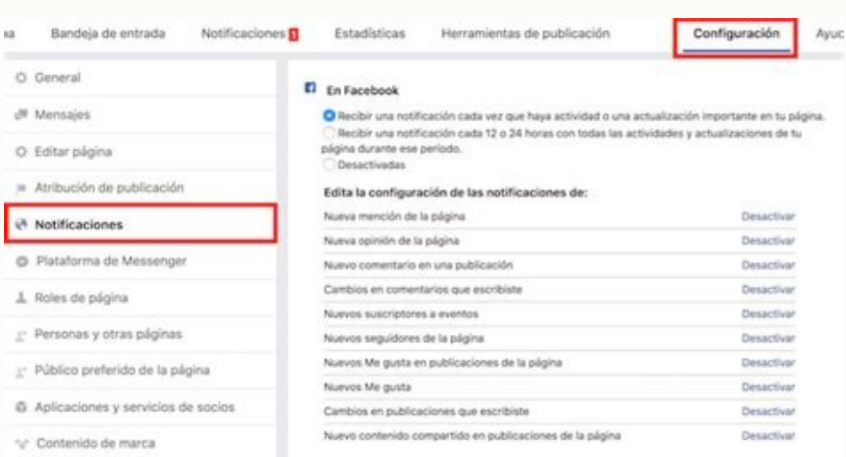 Bandeja de entrada
Notificaciones 1
Estadísticas
Herramientas de publicación
Configuración
General
Mensajes
Editar página
Atribución de publicación
Notificaciones
Plataforma de Messenger
Roles de página
Personas y otras páginas
Público preferido de la página
Aplicaciones y servicios de socios
Contenido de marca
En Facebook
Recibir una notificación cada vez que haya actividad o una actualización importante en tu página.
Recibir una notificación cada 12 o 24 horas con todas las actividades y actualizaciones de tu
página durante ese período.
Desactivadas
Edita la configuración de las notificaciones de:
Nueva mención de la página Desactivar
Nueva opinión de la página Desactivar
Nuevo comentario en una publicación Desactivar
Cambios en comentarios que escribiste Desactivar
Nuevos suscriptores a eventos Desactivar
Nuevos seguidores de la página Desactivar
Nuevos Me gusta en publicaciones de la página Desactivar
Nuevos Me gusta Desactivar
Cambios en publicaciones que escribiste Desactivar
Nuevo contenido compartido en publicaciones de la página Desactivar